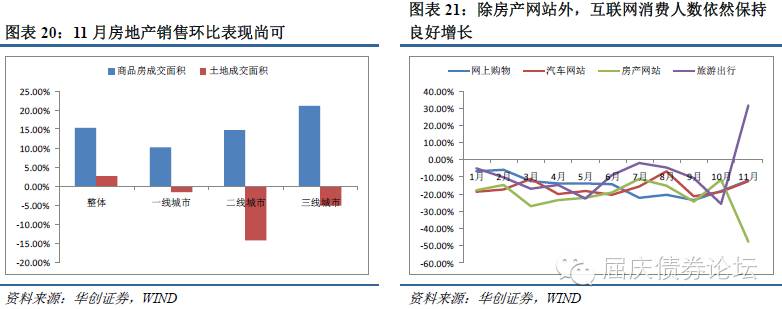 图表 20：11 月房地产销售环比表现尚可
商品房成交面积 土地成交面积
25.00%
20.00%
15.00%
10.00%
5.00%
0.00%
-5.00%
-10.00%
-15.00%
-20.00%
整体 一线城市 二线城市 三线城市
资料来源：华创证券，WIND
图表 21：除房产网站外，互联网消费人数依然保持
良好增长
网上购物 汽车网站 房产网站 旅游出行
40.00%
30.00%
20.00%
10.00%
0.00%
-10.00%
-20.00%
-30.00%
-40.00%
-50.00%
-60.00%
1月 2月 3月 4月 5月 6月 7月 8月 9月 10月 11月
屈庆债券论坛
资料来源：华创证券，WIND